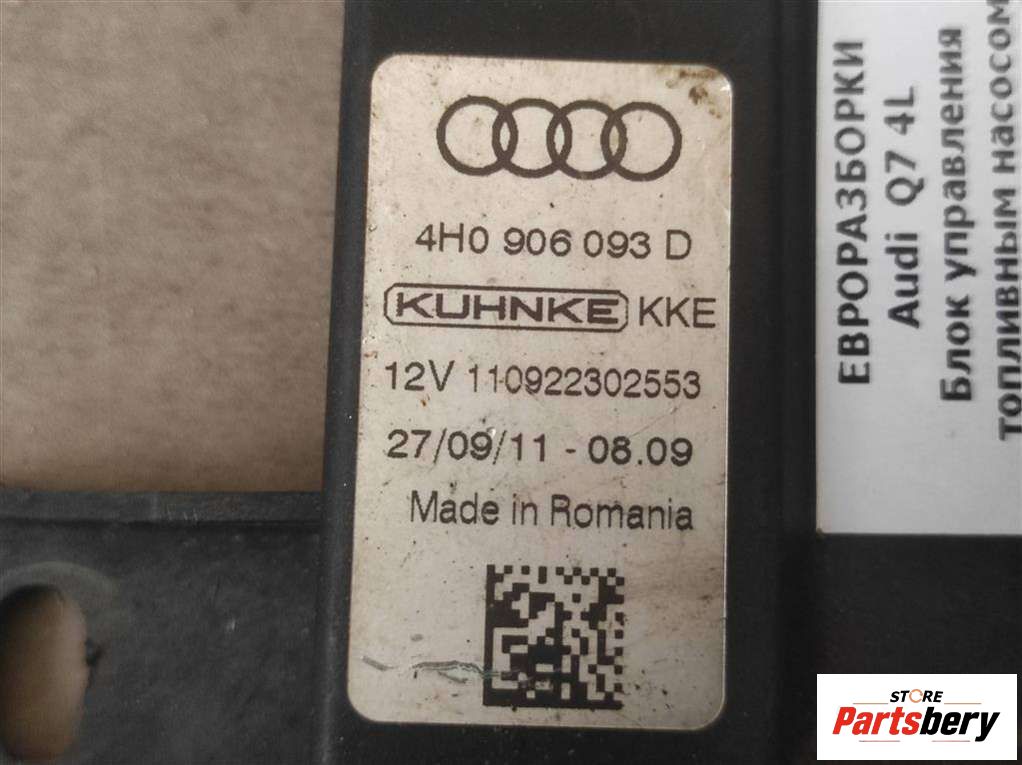 4H0 906 093 D
KUHNKE KKE
12V 110922302553
27/09/11 - 08.09
Made in Romania
ЕВРОРАЗБОРКИ
Audi Q7 4L
Блок управления
топливным насосом
STORE
Partsbery